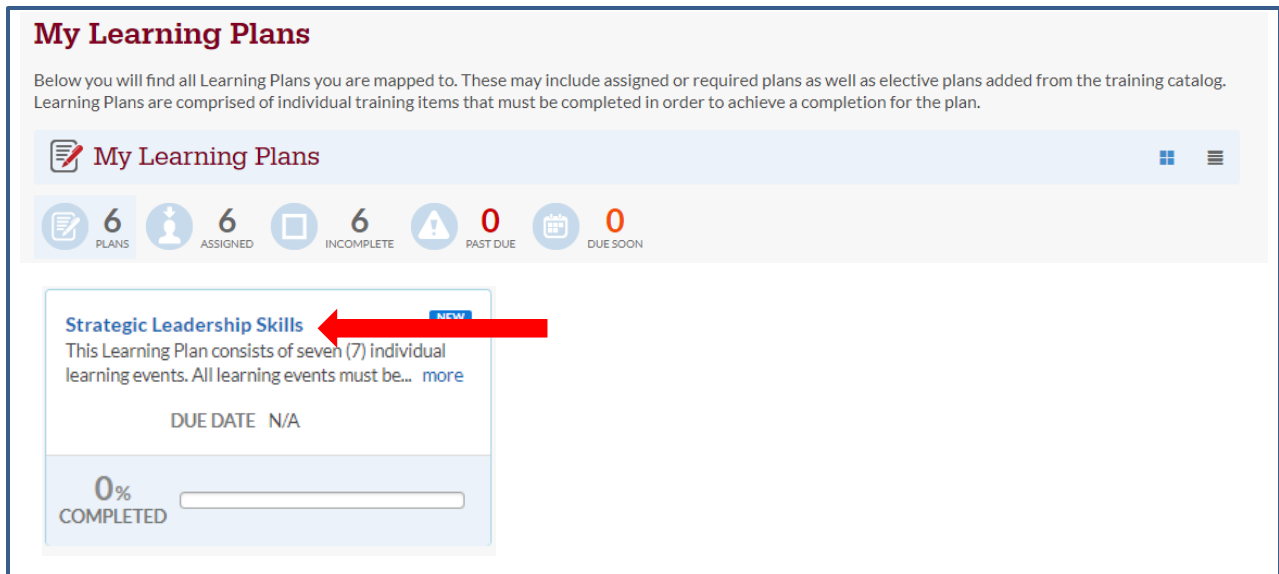 My Learning Plans
Below you will find all Learning Plans you are mapped to. These may include assigned or required plans as well as elective plans added from the training catalog.
Learning Plans are comprised of individual training items that must be completed in order to achieve a completion for the plan.
My Learning Plans
6 PLANS
6 ASSIGNED
6 INCOMPLETE
0 PAST DUE
0 DUE SOON
Strategic Leadership Skills
NEW
This Learning Plan consists of seven (7) individual
learning events. All learning events must be... more
DUE DATE N/A
0%
COMPLETED